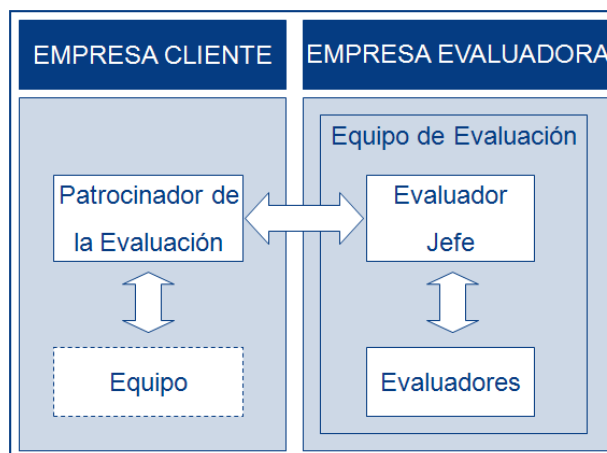 EMPRESA CLIENTE
EMPRESA EVALUADORA
Equipo de Evaluación
Patrocinador de
la Evaluación
Evaluador
Jefe
Equipo
Evaluadores